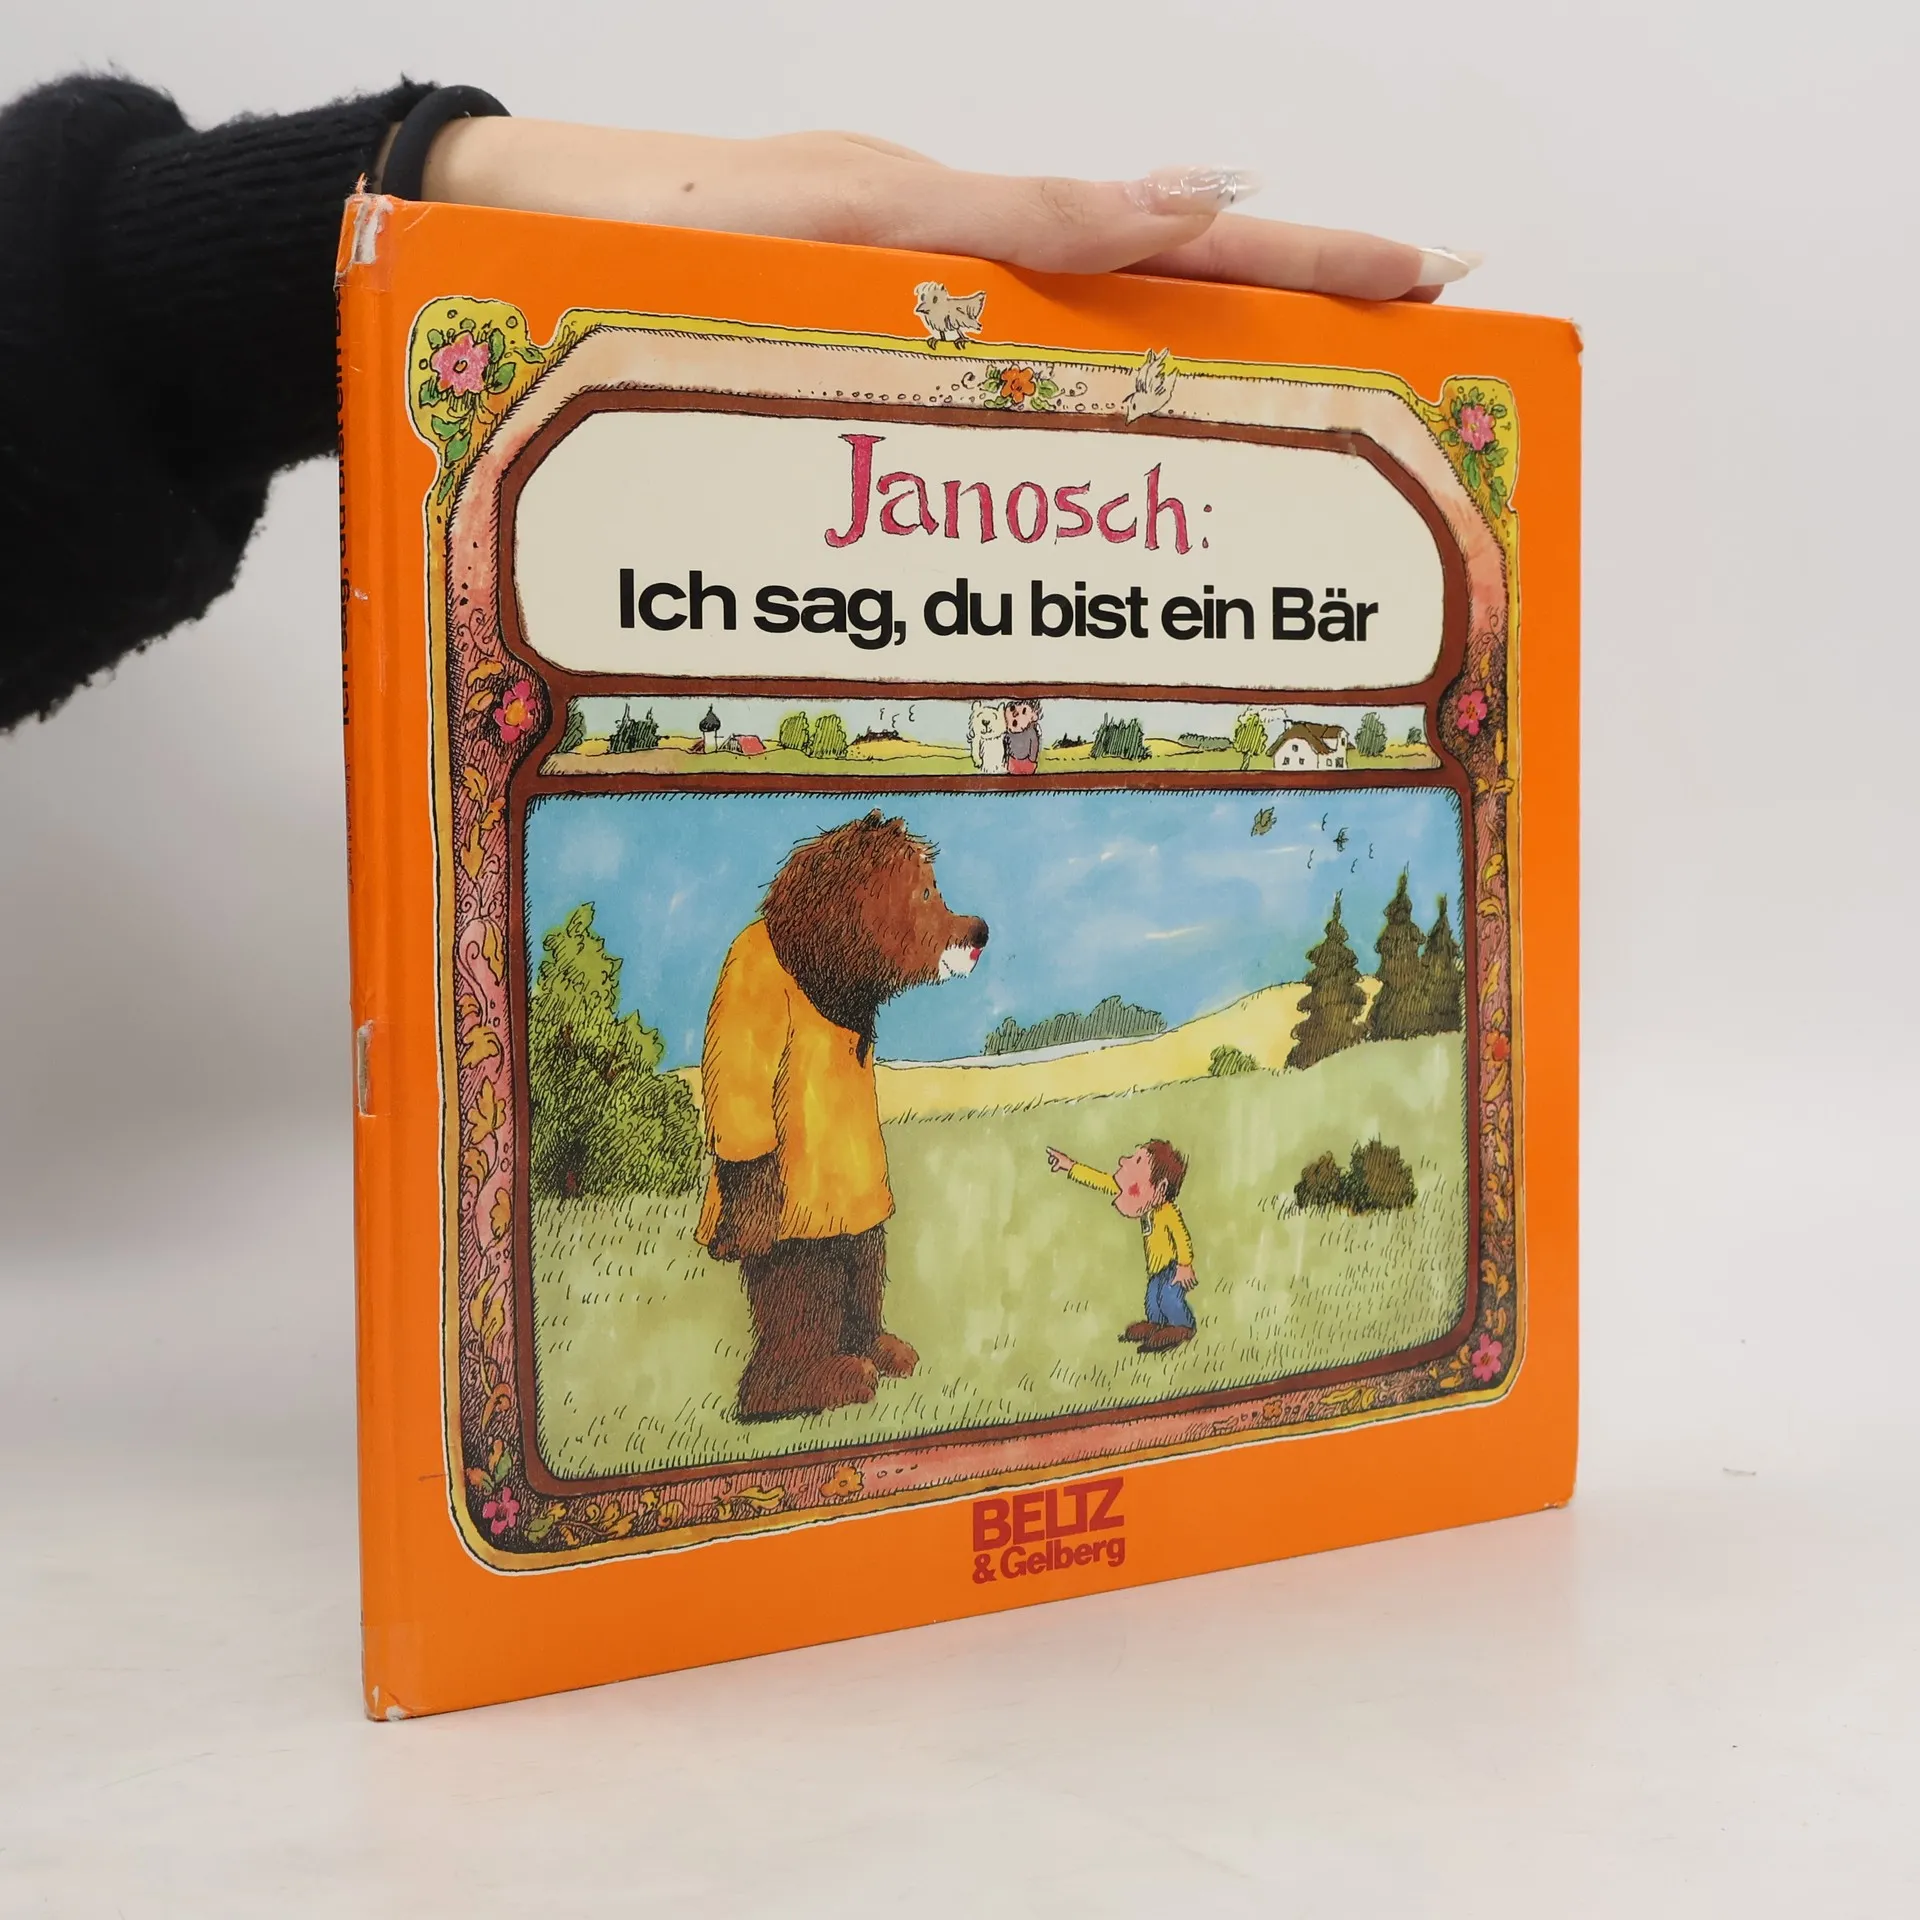 Janosch:
Ich sag, du bist ein Bär
BELTZ
& Gelberg